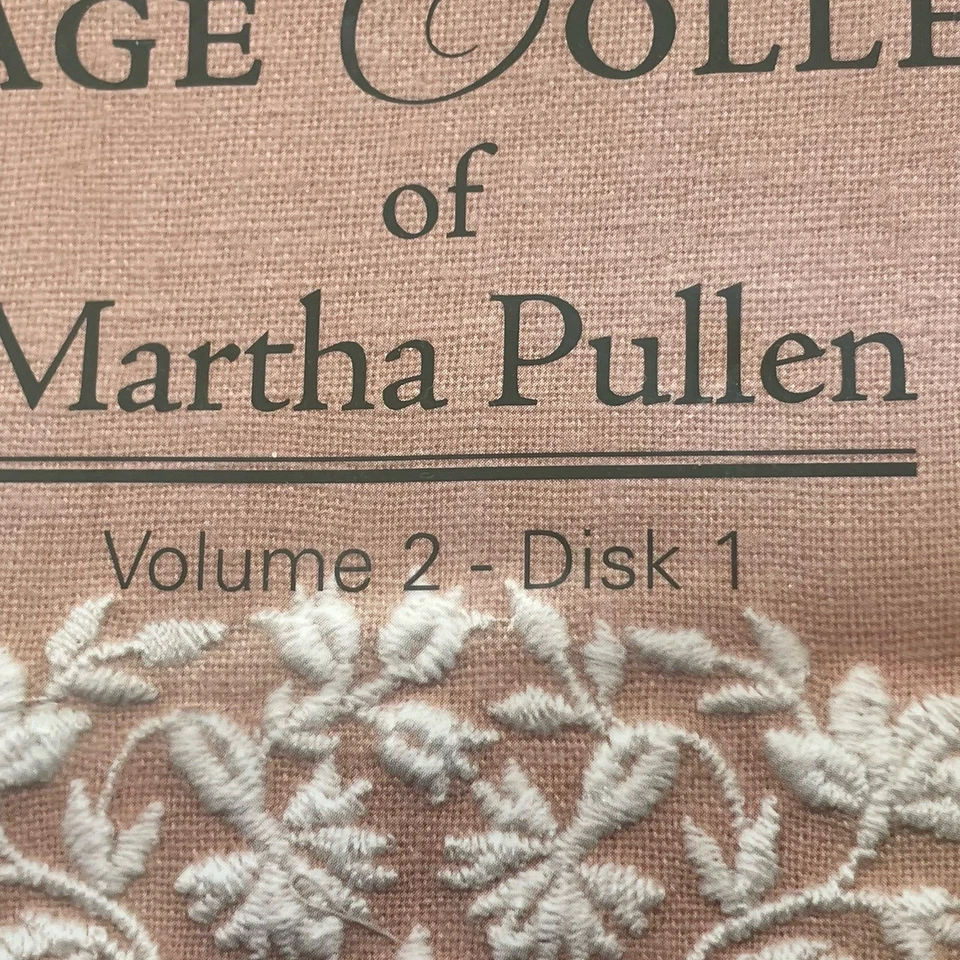 AGE COLLE
of
Martha Pullen
Volume 2 - Disk 1